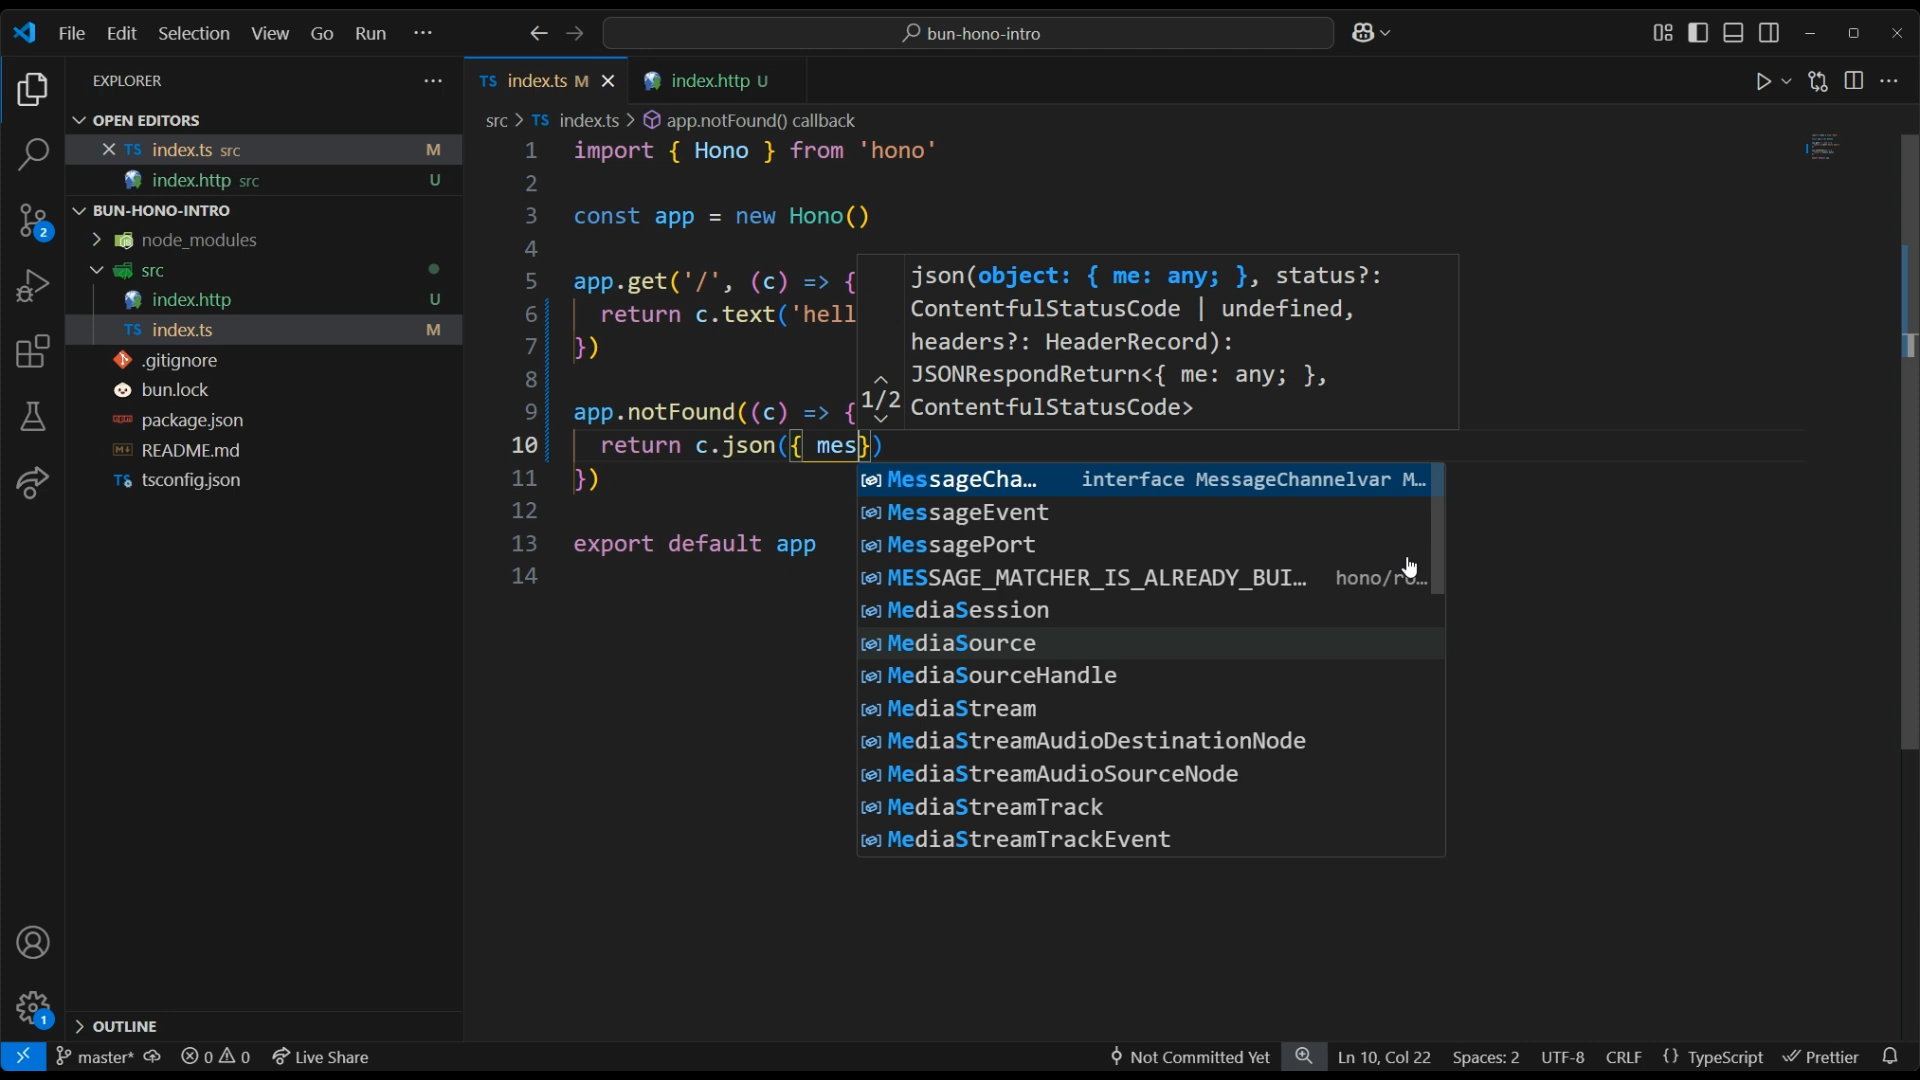 File Edit Selection View Go Run ···
bun-hono-intro
EXPLORER ···
OPEN EDITORS
TS index.ts src M
index.http src U
BUN-HONO-INTRO
node_modules
src
index.http U
TS index.ts M
.gitignore
bun.lock
package.json
README.md
TS tsconfig.json
OUTLINE
2
1
TS index.ts M
index.http U
src > TS index.ts > app.notFound() callback
1 import { Hono } from 'hono'
2
3 const app = new Hono()
4
5 app.get('/', (c) => {
6 return c.text('hell
7 })
8
9 app.notFound((c) => {
10 return c.json({ mes})
11 })
12
13 export default app
14
json(object: { me: any; }, status?:
ContentfulStatusCode | undefined,
headers?: HeaderRecord):
JSONRespondReturn<{ me: any; },
1/2 ContentfulStatusCode>
MessageCha… interface MessageChannelvar M…
MessageEvent
MessagePort
MESSAGE_MATCHER_IS_ALREADY_BUI… hono/ro…
MediaSession
MediaSource
MediaSourceHandle
MediaStream
MediaStreamAudioDestinationNode
MediaStreamAudioSourceNode
MediaStreamTrack
MediaStreamTrackEvent
master* 0 0 Live Share Not Committed Yet Ln 10, Col 22 Spaces: 2 UTF-8 CRLF {} TypeScript Prettier